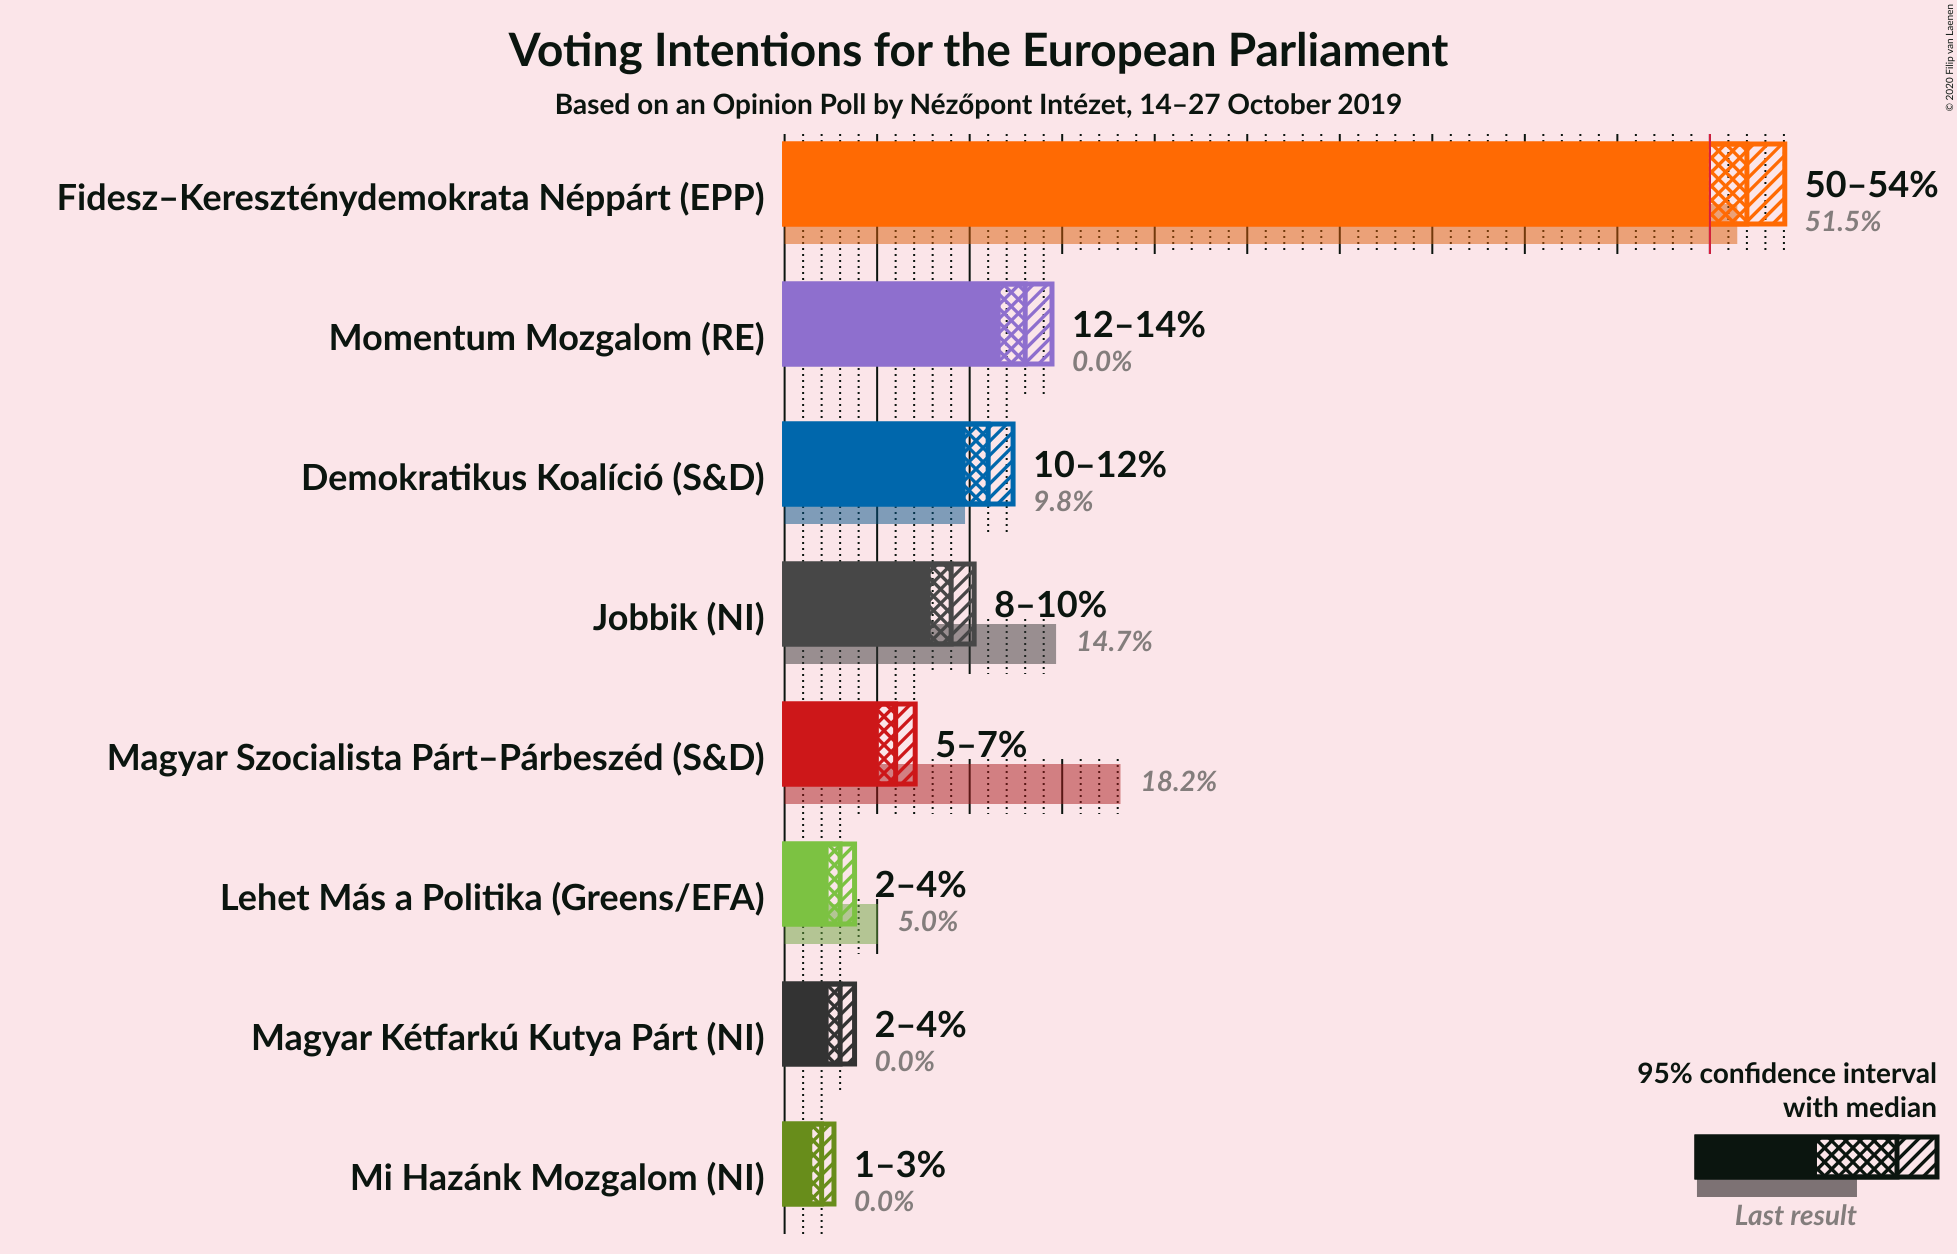 Voting Intentions for the European Parliament
Based on an Opinion Poll by Nézőpont Intézet, 14–27 October 2019
© 2020 Filip van Laenen
Fidesz–Kereszténydemokrata Néppárt (EPP)
50–54%
51.5%
Momentum Mozgalom (RE)
12–14%
0.0%
Demokratikus Koalíció (S&D)
10–12%
9.8%
Jobbik (NI)
8–10%
14.7%
Magyar Szocialista Párt–Párbeszéd (S&D)
5–7%
18.2%
Lehet Más a Politika (Greens/EFA)
2–4%
5.0%
Magyar Kétfarkú Kutya Párt (NI)
2–4%
0.0%
Mi Hazánk Mozgalom (NI)
1–3%
0.0%
95% confidence interval
with median
Last result